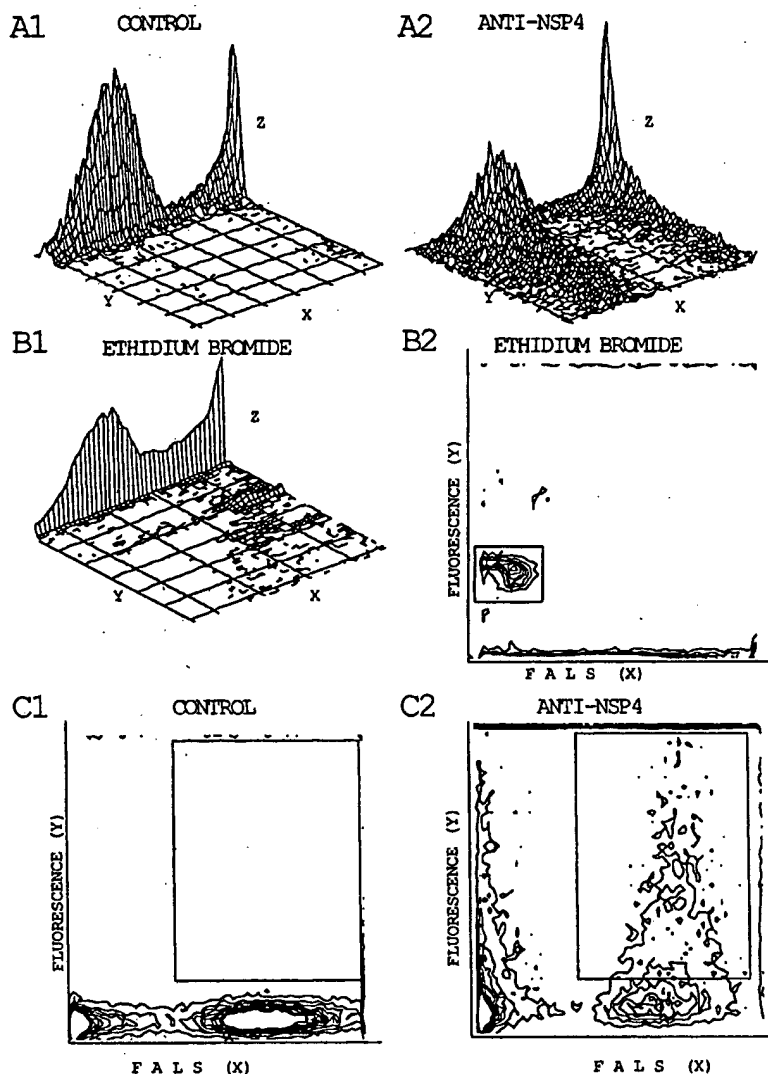 A1 CONTROL
A2 ANTI-NSP4
Z
Z
Y
X
Y
X
B1 ETHIDIUM BROMIDE
B2 ETHIDIUM BROMIDE
Z
Y
X
FLUORESCENCE (Y)
F A L S (X)
C1 CONTROL
C2 ANTI-NSP4
FLUORESCENCE (Y)
FLUORESCENCE (Y)
F A L S (X)
F A L S (X)